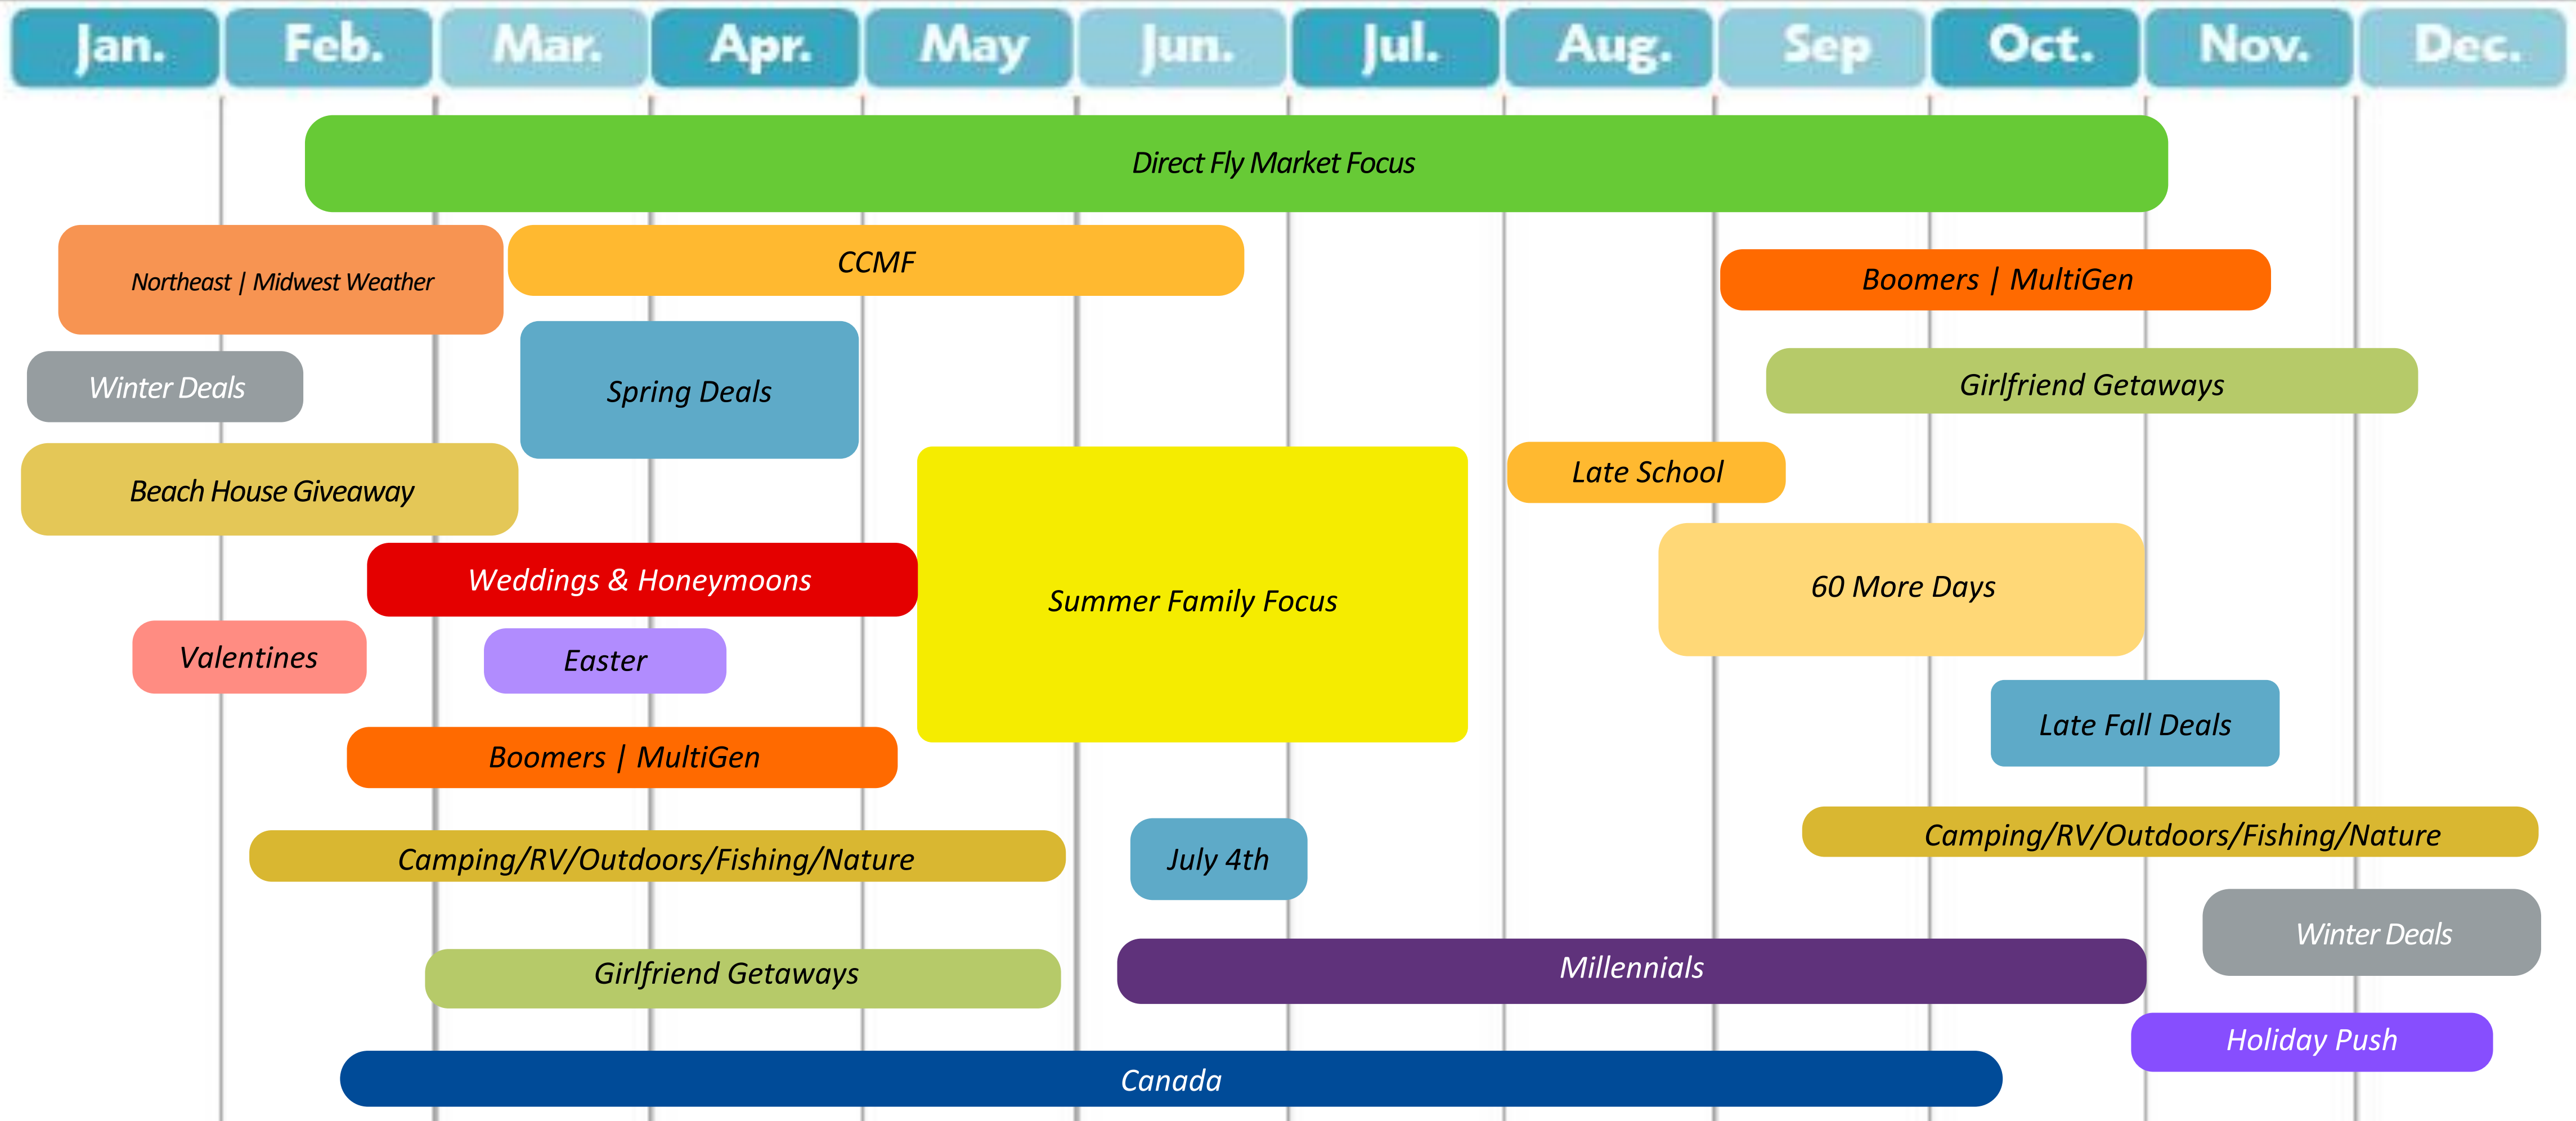 Jan. Feb. Mar. Apr. May Jun. Jul. Aug. Sep Oct. Nov. Dec.
Direct Fly Market Focus
Northeast | Midwest Weather
CCMF
Boomers | MultiGen
Winter Deals
Spring Deals
Girlfriend Getaways
Beach House Giveaway
Late School
Weddings & Honeymoons
Summer Family Focus
60 More Days
Valentines
Easter
Late Fall Deals
Boomers | MultiGen
Camping/RV/Outdoors/Fishing/Nature
July 4th
Camping/RV/Outdoors/Fishing/Nature
Winter Deals
Girlfriend Getaways
Millennials
Holiday Push
Canada